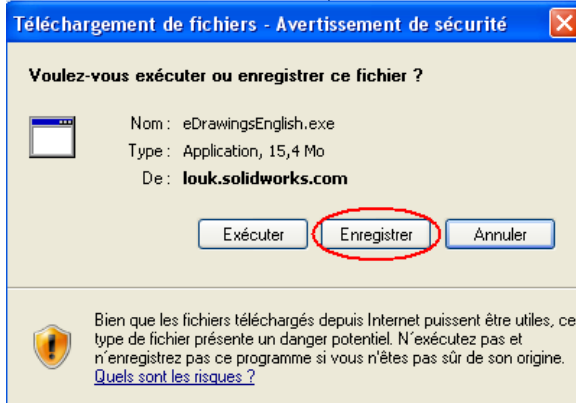 Téléchargement de fichiers - Avertissement de sécurité
Voulez-vous exécuter ou enregistrer ce fichier ?
Nom : eDrawingsEnglish.exe
Type : Application, 15,4 Mo
De : louk.solidworks.com
Exécuter Enregistrer Annuler
Bien que les fichiers téléchargés depuis Internet puissent être utiles, ce
type de fichier présente un danger potentiel. N´exécutez pas et
n´enregistrez pas ce programme si vous n'êtes pas sûr de son origine.
Quels sont les risques ?